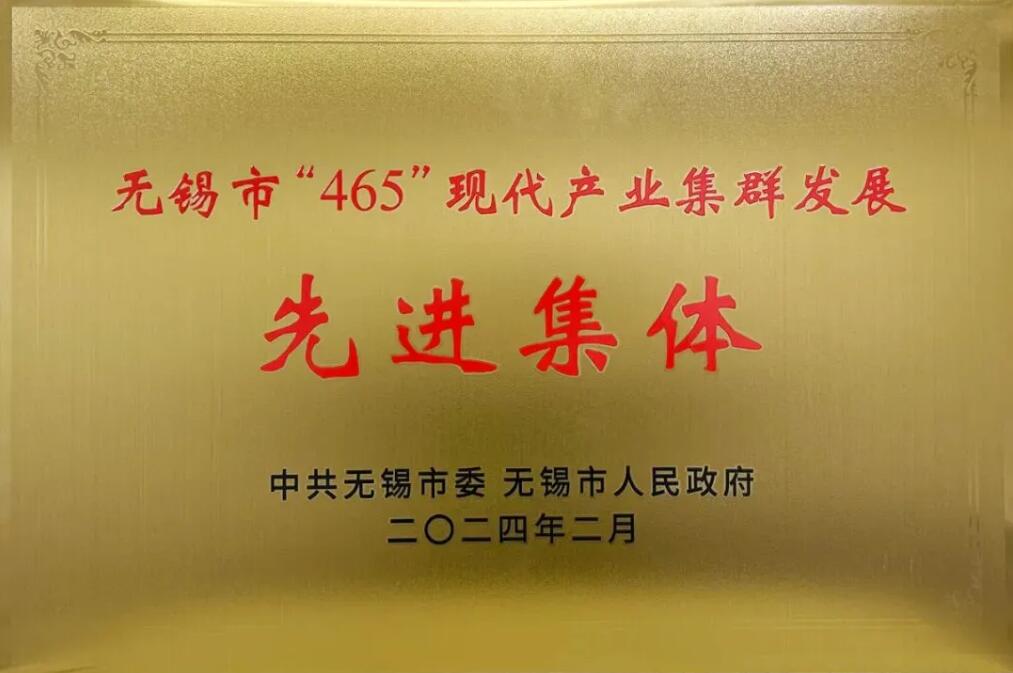 无锡市“465”现代产业集群发展
先进集体
中共无锡市委 无锡市人民政府
二〇二四年二月